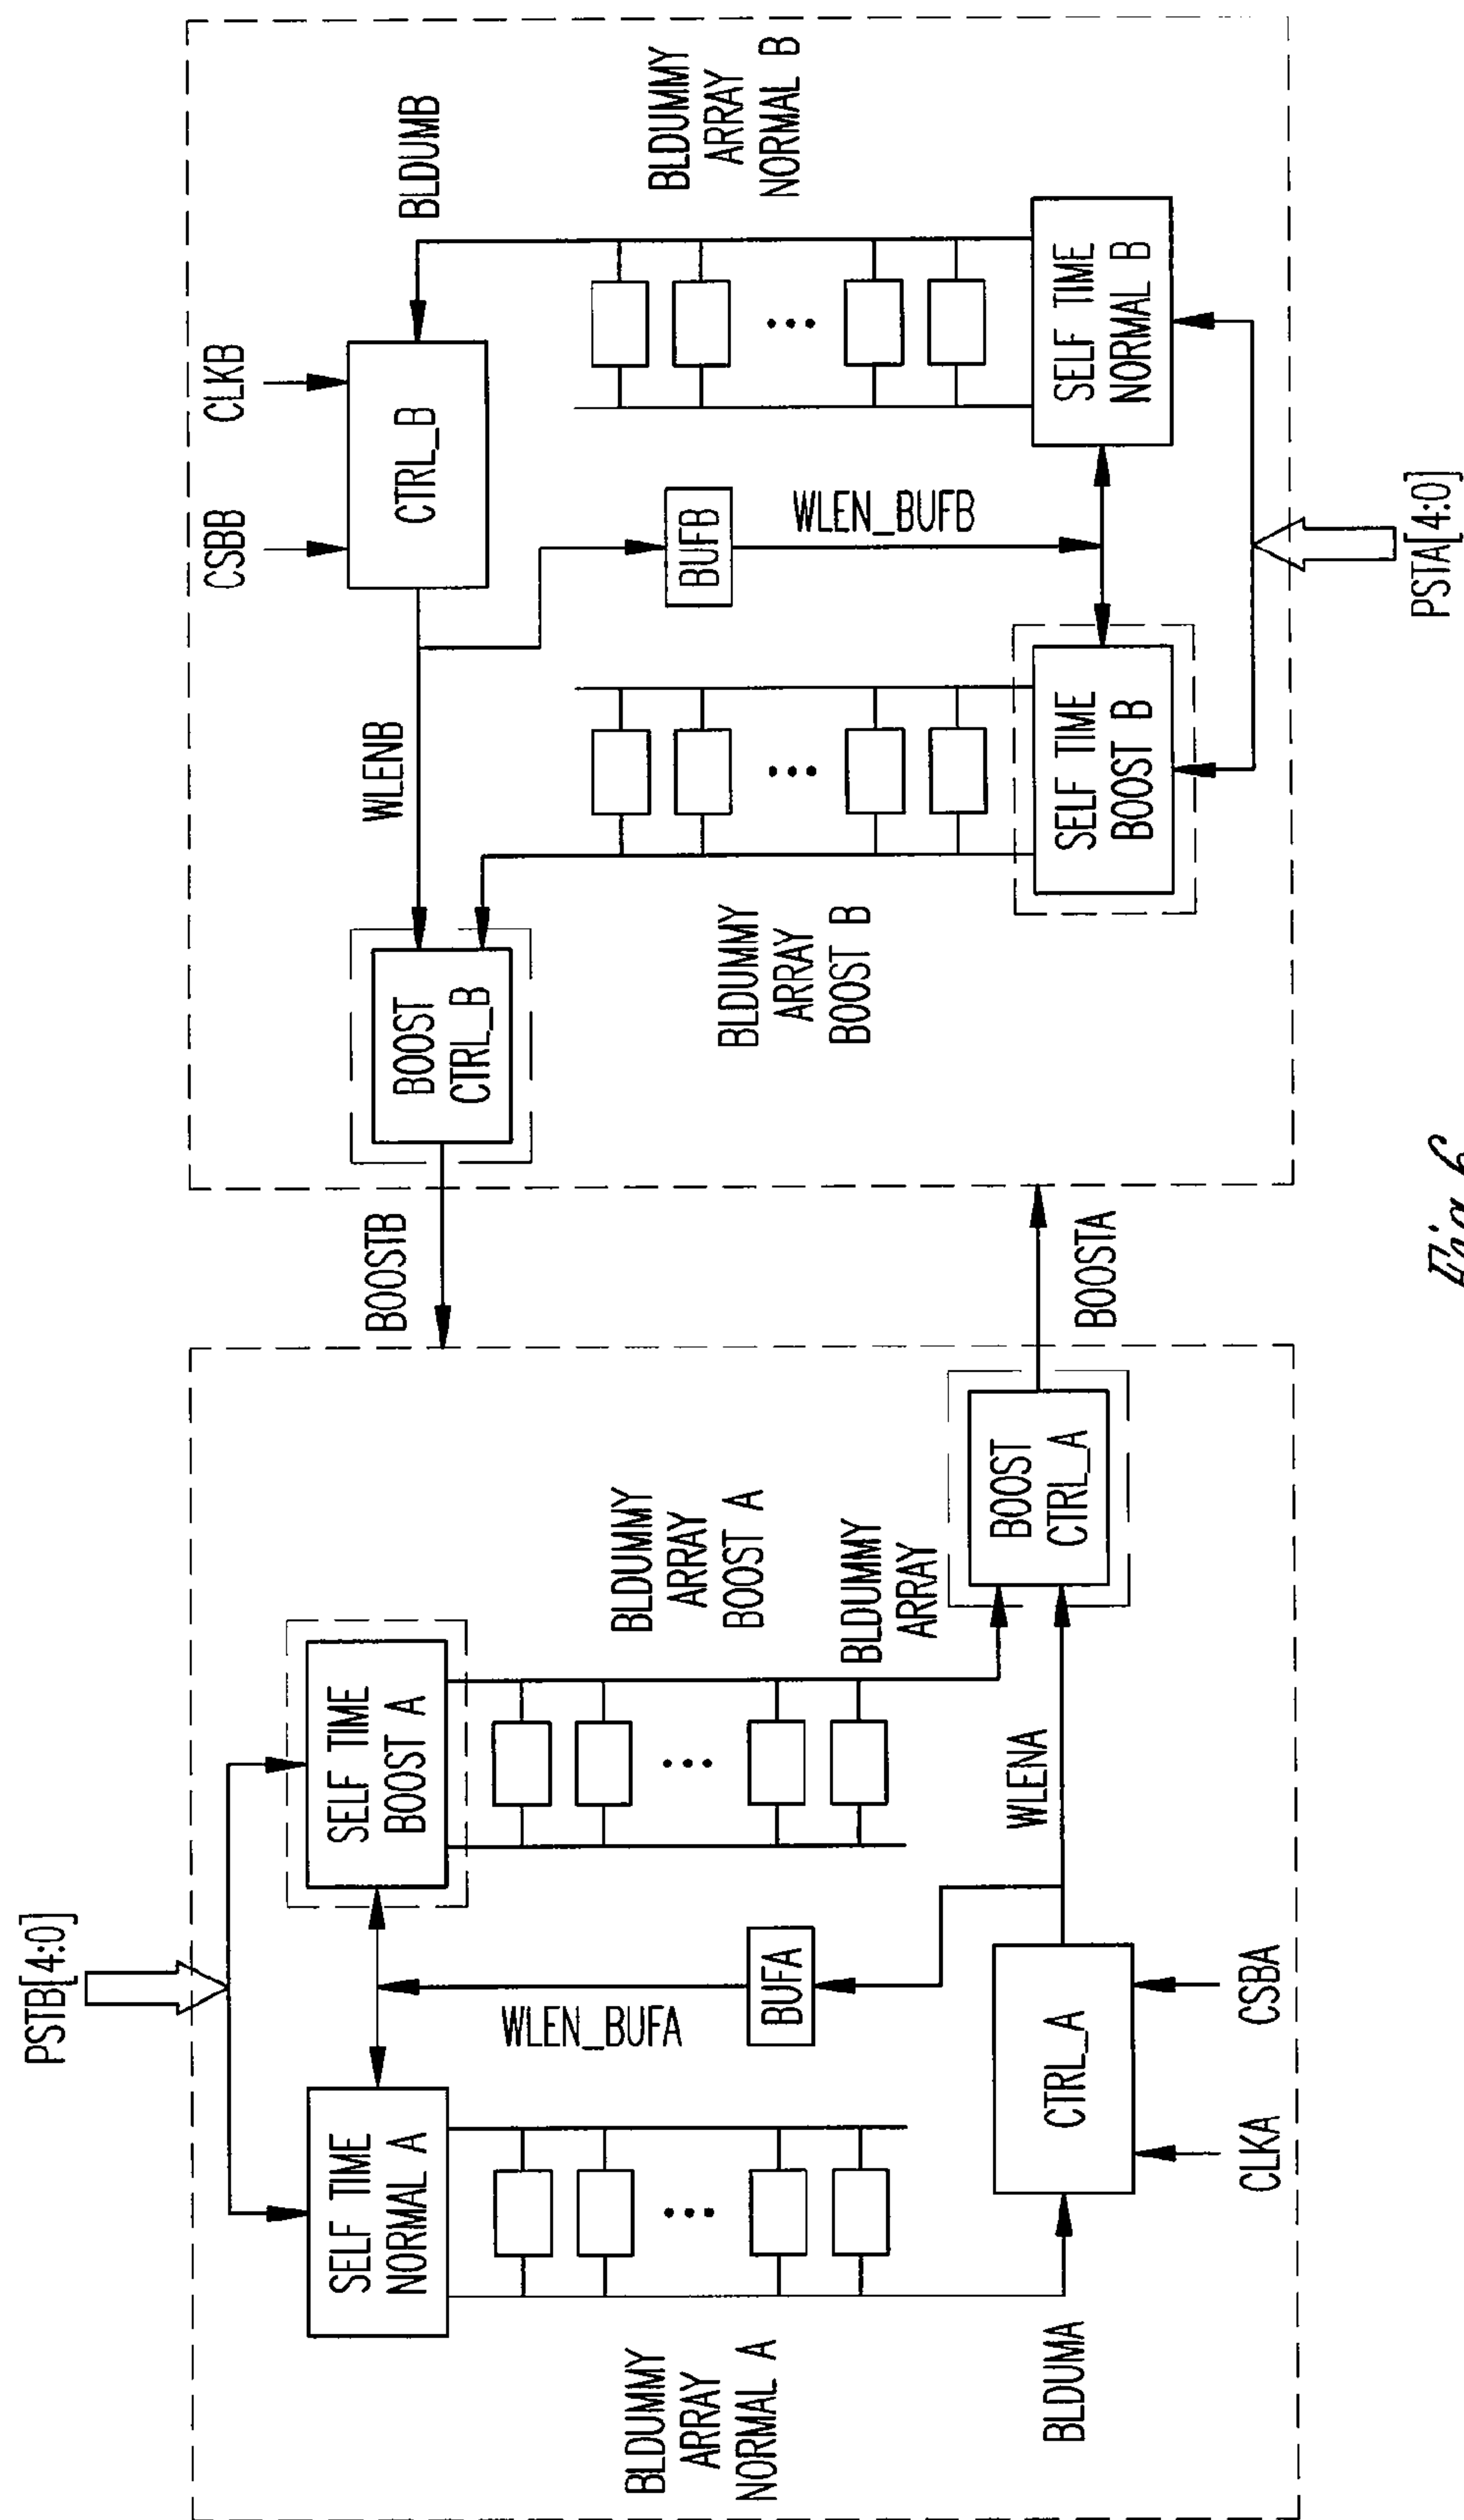 PSTB[4:0]
SELF TIME
NORMAL A
SELF TIME
BOOST A
BLDUMMY
ARRAY
NORMAL A
WLEN_BUFA
BUFA
BLDUMMY
ARRAY
BOOST A
BLDUMMY
ARRAY
BLDUMA
CTRL_A
CLKA
CSBA
WLENA
BOOST
CTRL_A
BOOSTA
BOOSTB
BOOST
CTRL_B
WLENB
CSBB
CLKB
CTRL_B
BLDUMB
BUFB
WLEN_BUFB
BLDUMMY
ARRAY
BOOST B
BLDUMMY
ARRAY
NORMAL B
SELF TIME
BOOST B
SELF TIME
NORMAL B
PSTA[4:0]
Fig.6